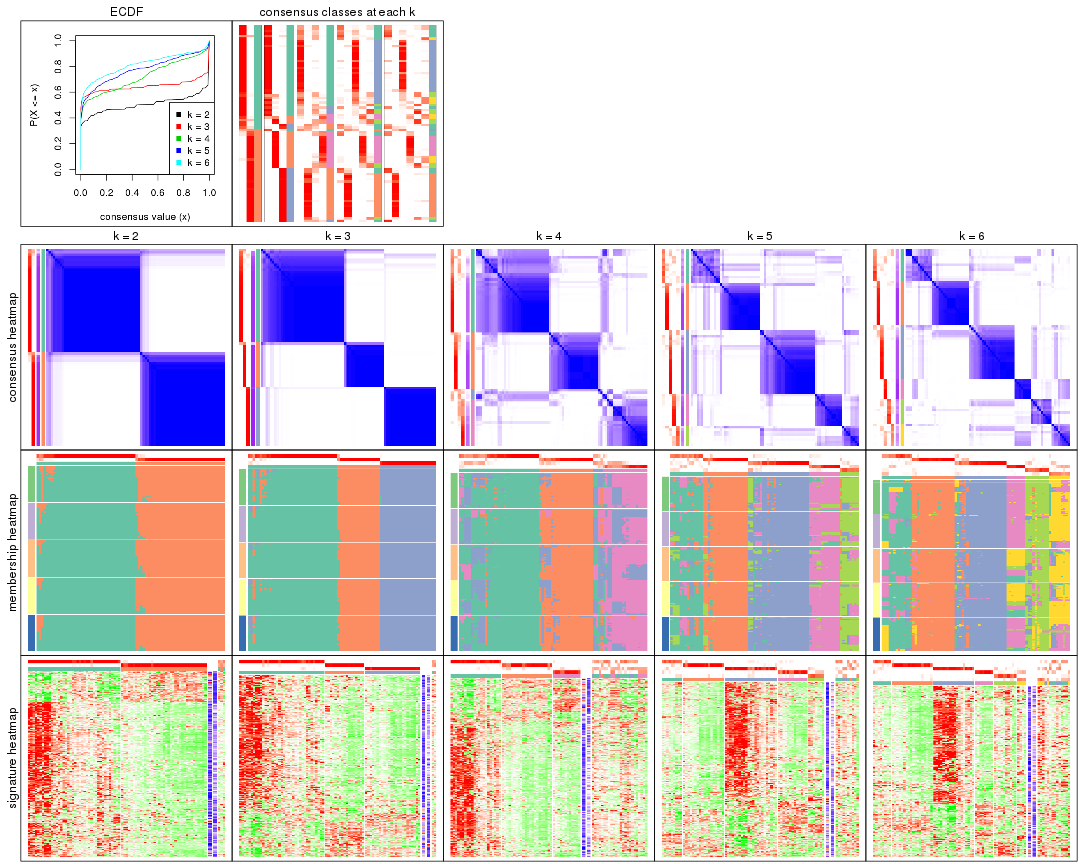 ECDF
consensus classes at each k
P(X <= x)
0.0 0.2 0.4 0.6 0.8 1.0
k = 2
k = 3
k = 4
k = 5
k = 6
0.0 0.2 0.4 0.6 0.8 1.0
consensus value (x)
k = 2
k = 3
k = 4
k = 5
k = 6
consensus heatmap
membership heatmap
signature heatmap